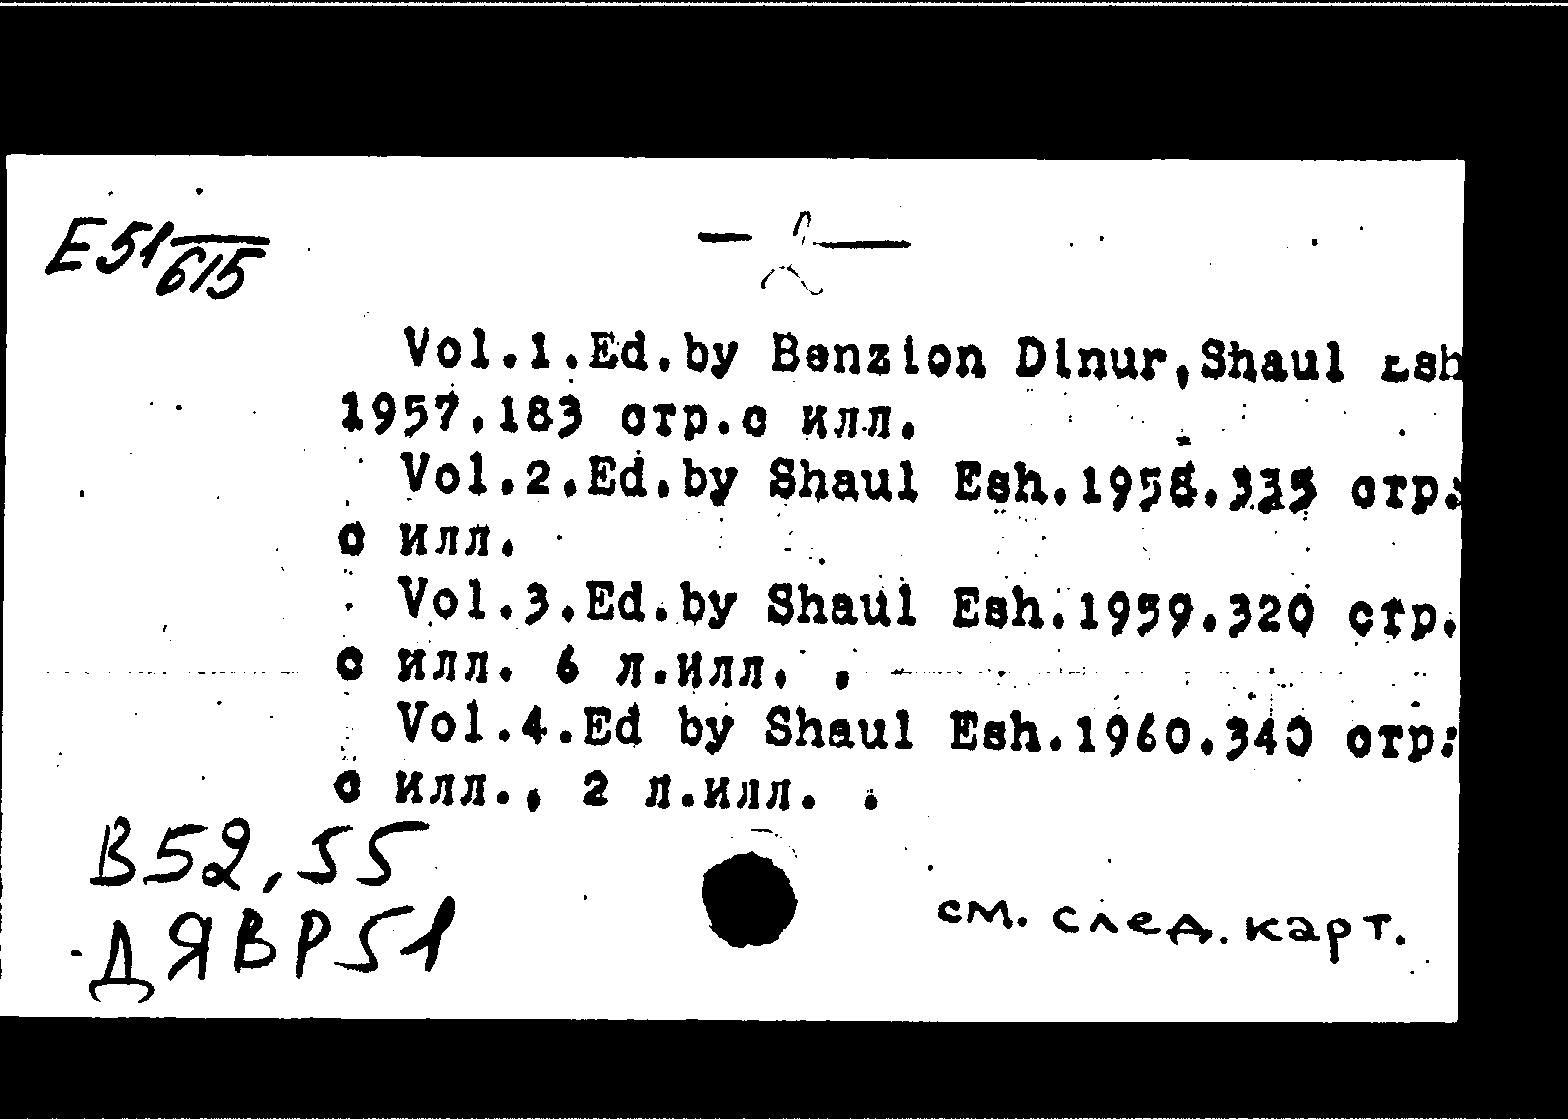 E51/615
— 2 —
Vol.1.Ed.by Benzion Dinur,Shaul Esh
1957.183 стр.с илл.
Vol.2.Ed.by Shaul Esh.1958.335 стр.
с илл.
Vol.3.Ed.by Shaul Esh.1959.320 стр.
с илл. 6 л.илл. .
Vol.4.Ed by Shaul Esh.1960.340 стр.
с илл., 2 л.илл. .
В52,55
ДЯВР51
см. след. карт.